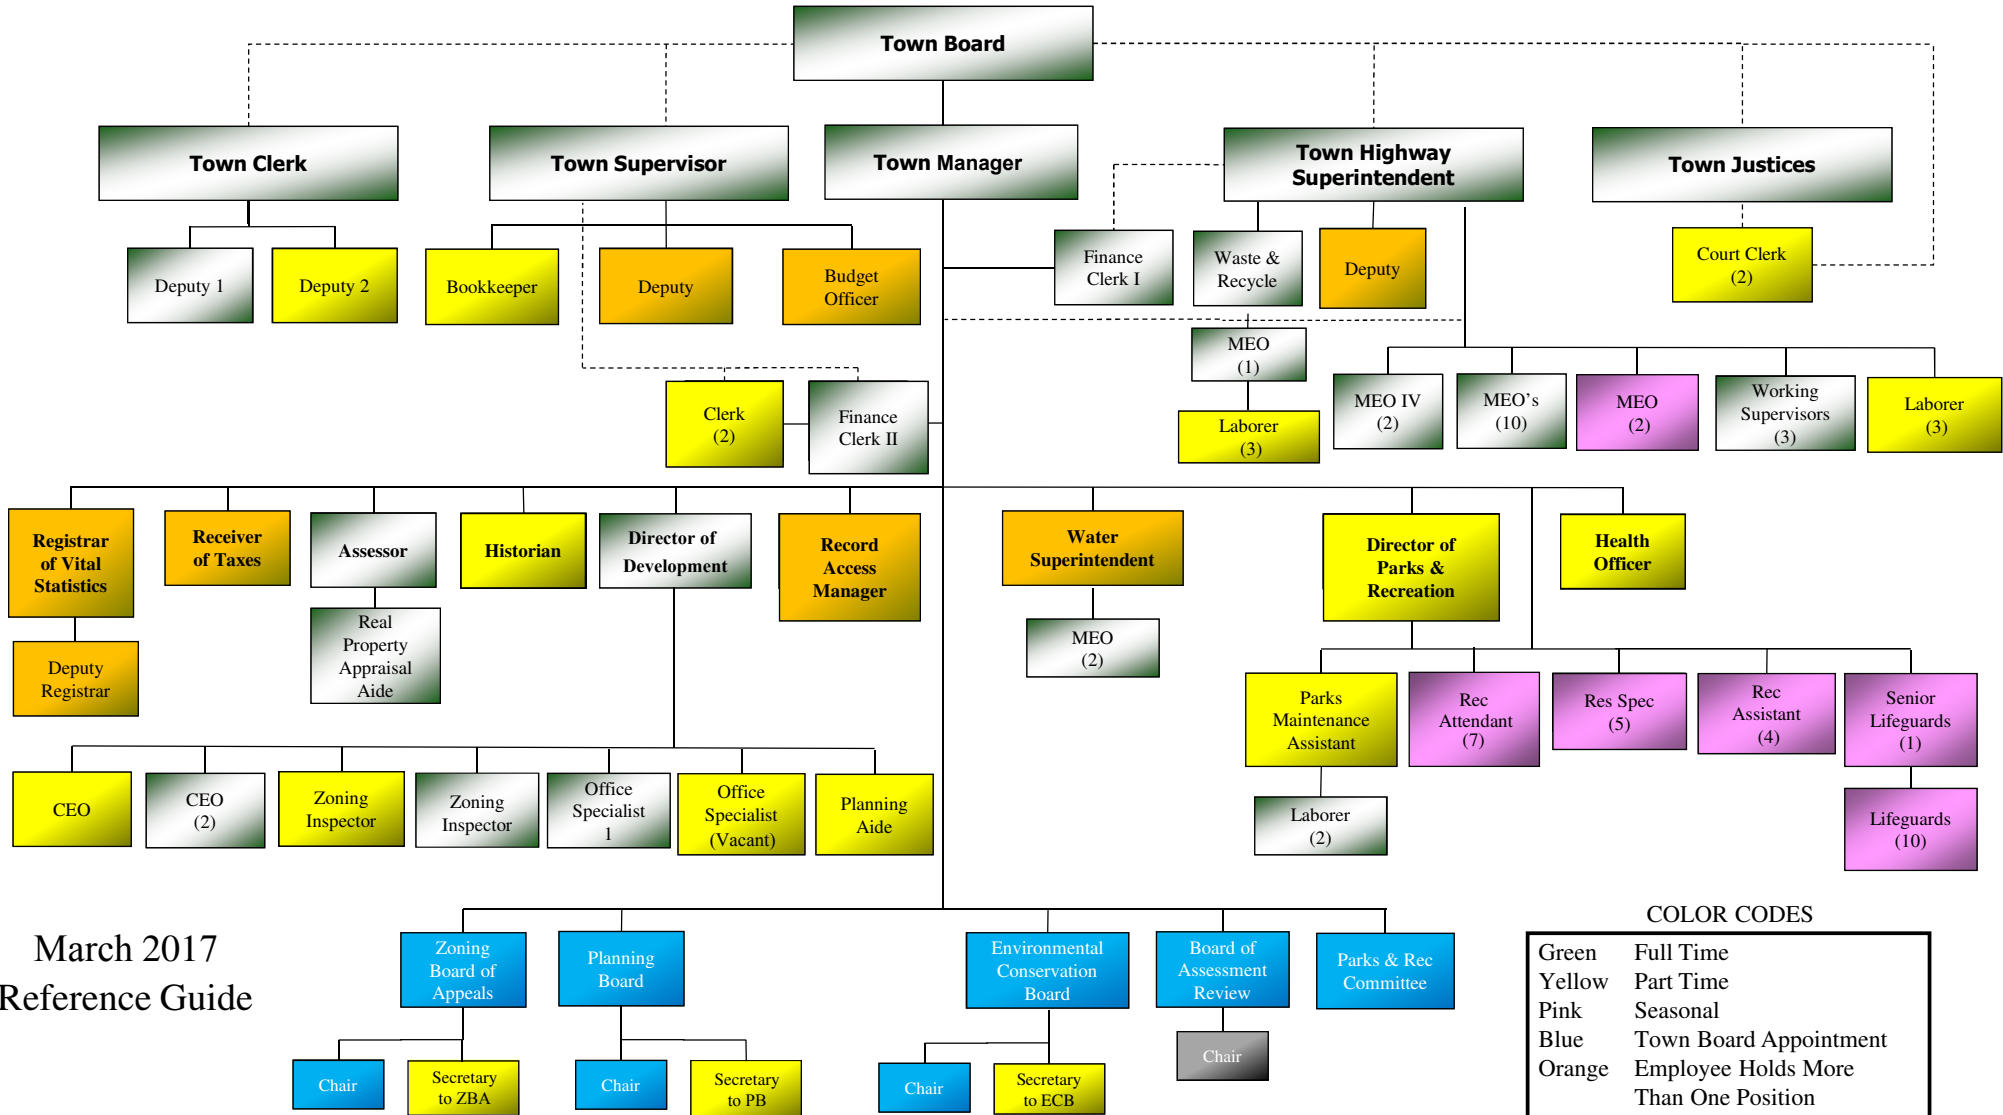 Town Board
Town Clerk
Town Supervisor
Town Manager
Town Highway
Superintendent
Town Justices
Deputy 1
Deputy 2
Bookkeeper
Deputy
Budget
Officer
Finance
Clerk I
Waste &
Recycle
Deputy
Court Clerk
(2)
MEO
(1)
Laborer
(3)
Clerk
(2)
Finance
Clerk II
MEO IV
(2)
MEO's
(10)
MEO
(2)
Working
Supervisors
(3)
Laborer
(3)
Registrar
of Vital
Statistics
Receiver
of Taxes
Assessor
Historian
Director of
Development
Record
Access
Manager
Water
Superintendent
Director of
Parks &
Recreation
Health
Officer
Deputy
Registrar
Real
Property
Appraisal
Aide
MEO
(2)
Parks
Maintenance
Assistant
Rec
Attendant
(7)
Res Spec
(5)
Rec
Assistant
(4)
Senior
Lifeguards
(1)
CEO
CEO
(2)
Zoning
Inspector
Zoning
Inspector
Office
Specialist
1
Office
Specialist
(Vacant)
Planning
Aide
Laborer
(2)
Lifeguards
(10)
March 2017
Reference Guide
Zoning
Board of
Appeals
Planning
Board
Environmental
Conservation
Board
Board of
Assessment
Review
Parks & Rec
Committee
Chair
Secretary
to ZBA
Chair
Secretary
to PB
Chair
Secretary
to ECB
Chair
COLOR CODES
Green Full Time
Yellow Part Time
Pink Seasonal
Blue Town Board Appointment
Orange Employee Holds More
Than One Position